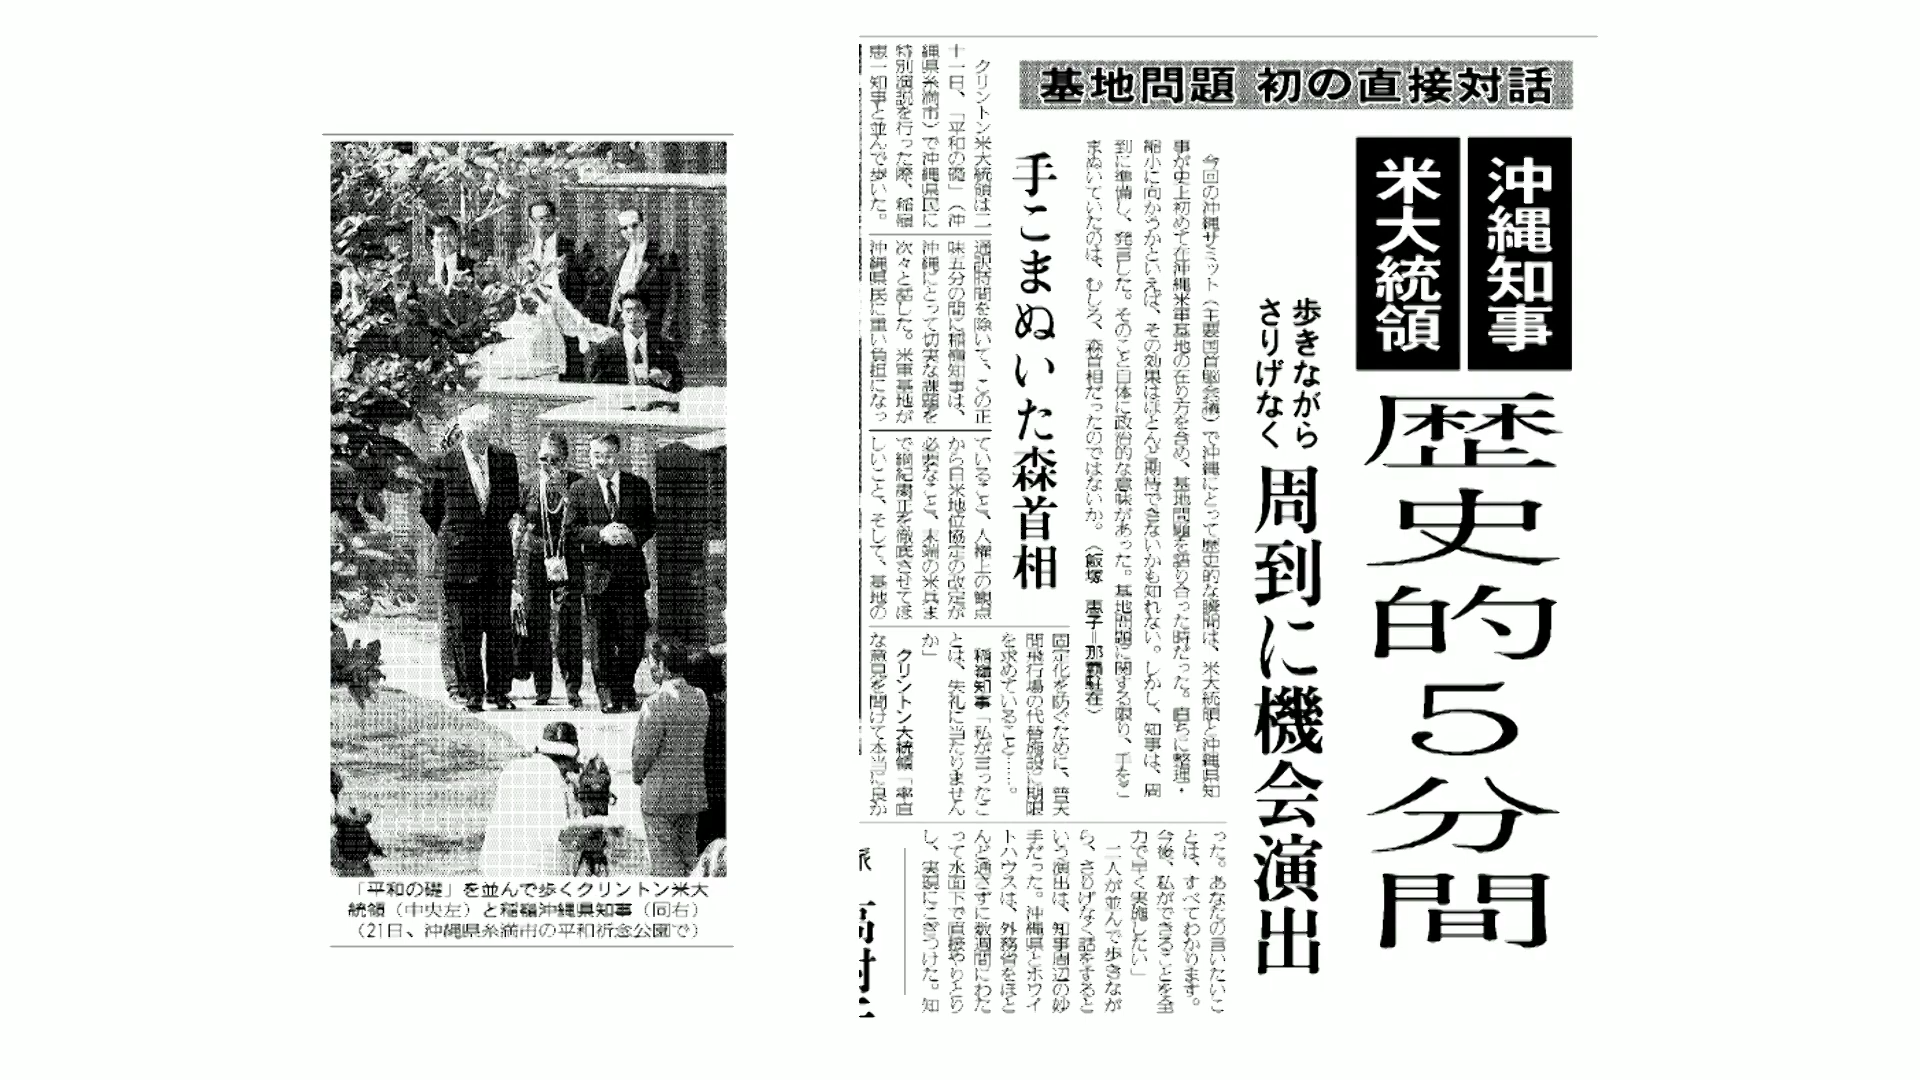 基地問題 初の直接対話
沖縄知事
米大統領
歴史的5分間
歩きながら
さりげなく
周到に機会演出
今回の沖縄サミット（主要国首脳会議）で沖縄にとって歴史的な瞬間は、米大統領と沖縄県知
事が史上初めて在沖縄米軍基地の在り方を含め、基地問題を語り合った時だった。直ちに整理・
縮小に向かうかといえば、その効果はほとんど期待できないかも知れない。しかし、知事は、周
到に準備し、発言した。そのこと自体に政治的な意味があった。基地問題に関する限り、手をこ
まぬいていたのは、むしろ、森首相だったのではないか。（飯塚 恵子＝那覇駐在）
手こまぬいた森首相
クリントン米大統領は二
十一日、「平和の礎」（沖
縄県糸満市）で沖縄県民に
特別演説を行った際、稲嶺
恵一知事と並んで歩いた。
通訳時間を除いて、この正
味五分の間に稲嶺知事は、
沖縄にとって切実な課題を
次々と話した。米軍基地が
沖縄県民に重い負担になっ
ていること、人権上の観点
から日米地位協定の改定が
必要なこと、末端の米兵ま
で綱紀粛正を徹底させてほ
しいこと、そして、基地の
固定化を防ぐために、普天
間飛行場の代替施設に期限
を求めていること……。
稲嶺知事「私が言ったこ
とは、失礼に当たりません
か」
クリントン大統領「率直
な意見を聞けて本当に良か
った。あなたの言いたいこ
とは、すべてわかります。
今後、私ができることを全
力で早く実施したい」
二人が並んで歩きなが
ら、さりげなく話をすると
いう演出は、知事周辺の妙
手だった。沖縄県とホワイ
トハウスは、外務省をほと
んど通さずに数週間にわた
って水面下で直接やりとり
し、実現にこぎつけた。知
「平和の礎」を並んで歩くクリントン米大
統領（中央左）と稲嶺沖縄県知事（同右）
（21日、沖縄県糸満市の平和祈念公園で）